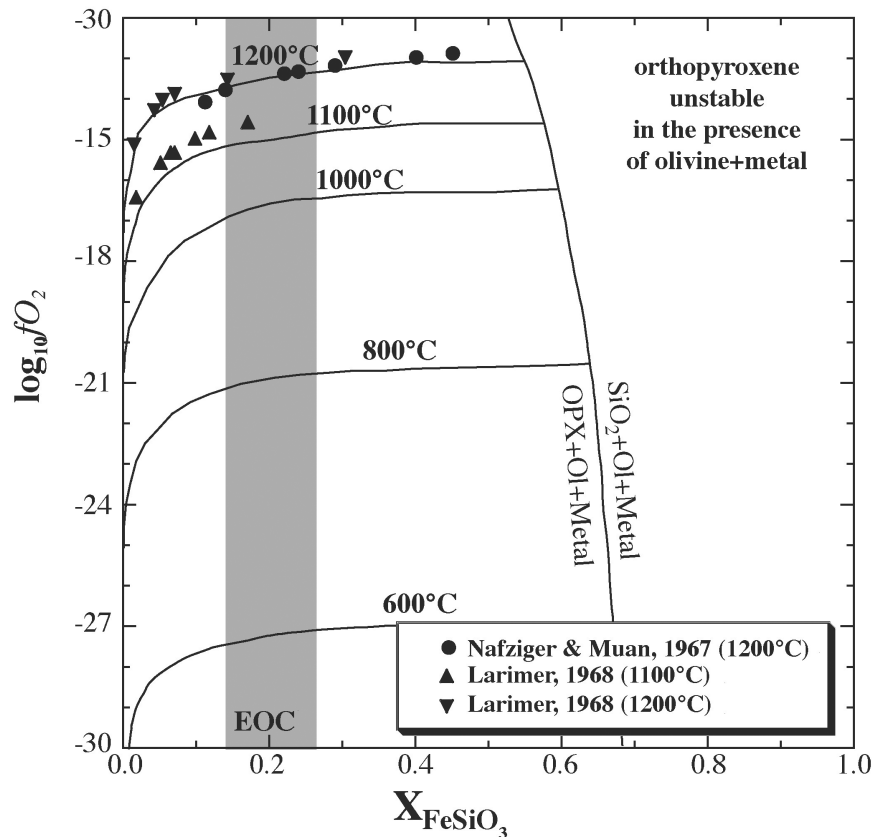 -30
-15
-18
-21
-24
-27
-30
log₁₀fO₂
1200°C
1100°C
1000°C
800°C
600°C
orthopyroxene
unstable
in the presence
of olivine+metal
OPX+Ol+Metal
SiO₂+Ol+Metal
EOC
Nafziger & Muan, 1967 (1200°C)
Larimer, 1968 (1100°C)
Larimer, 1968 (1200°C)
0.0 0.2 0.4 0.6 0.8 1.0
X_FeSiO₃